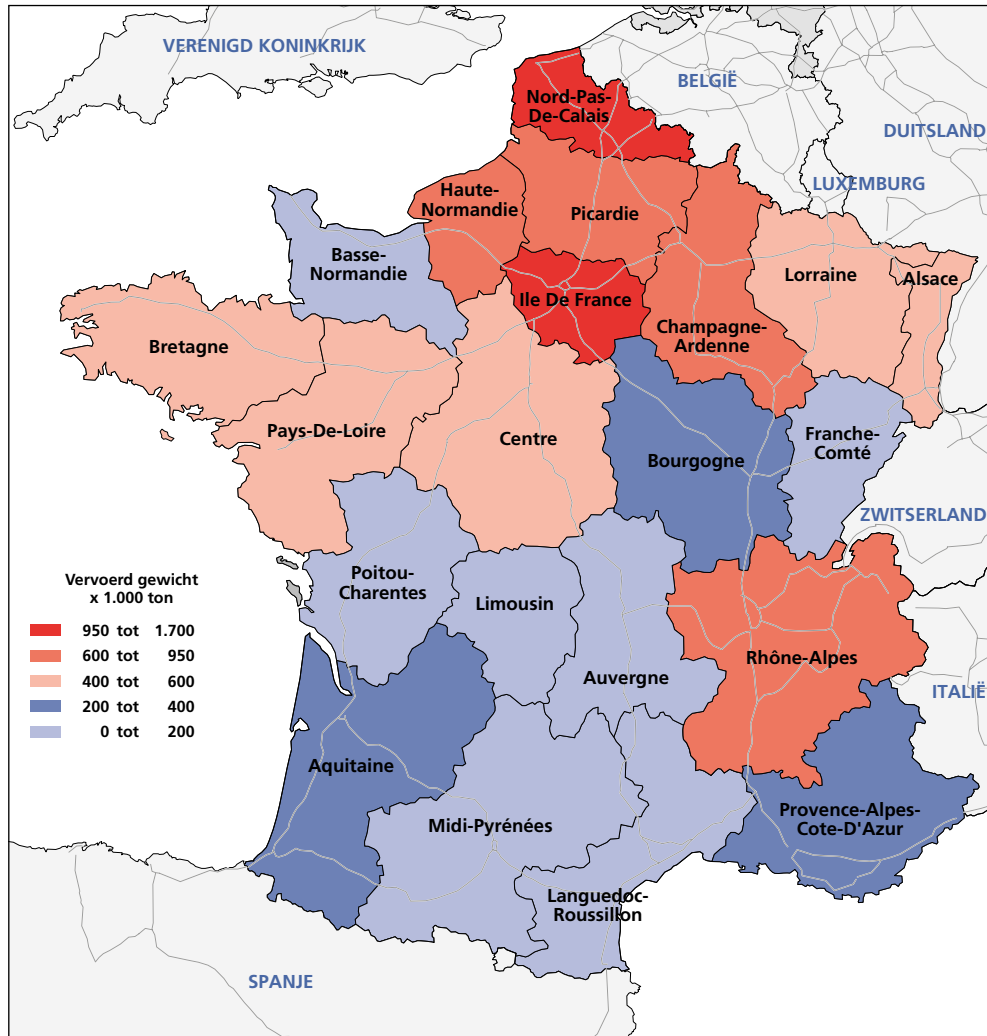 VERENIGD KONINKRIJK
BELGIË
Nord-Pas-
De-Calais
DUITSLAND
LUXEMBURG
Haute-
Normandie
Picardie
Basse-
Normandie
Lorraine
Alsace
Ile De France
Champagne-
Ardenne
Bretagne
Pays-De-Loire
Centre
Franche-
Comté
Bourgogne
ZWITSERLAND
Poitou-
Charentes
Limousin
Vervoerd gewicht
x 1.000 ton
950 tot 1.700
600 tot 950
400 tot 600
200 tot 400
0 tot 200
Rhône-Alpes
Auvergne
ITALIË
Aquitaine
Midi-Pyrénées
Provence-Alpes-
Cote-D'Azur
Languedoc-
Roussillon
SPANJE